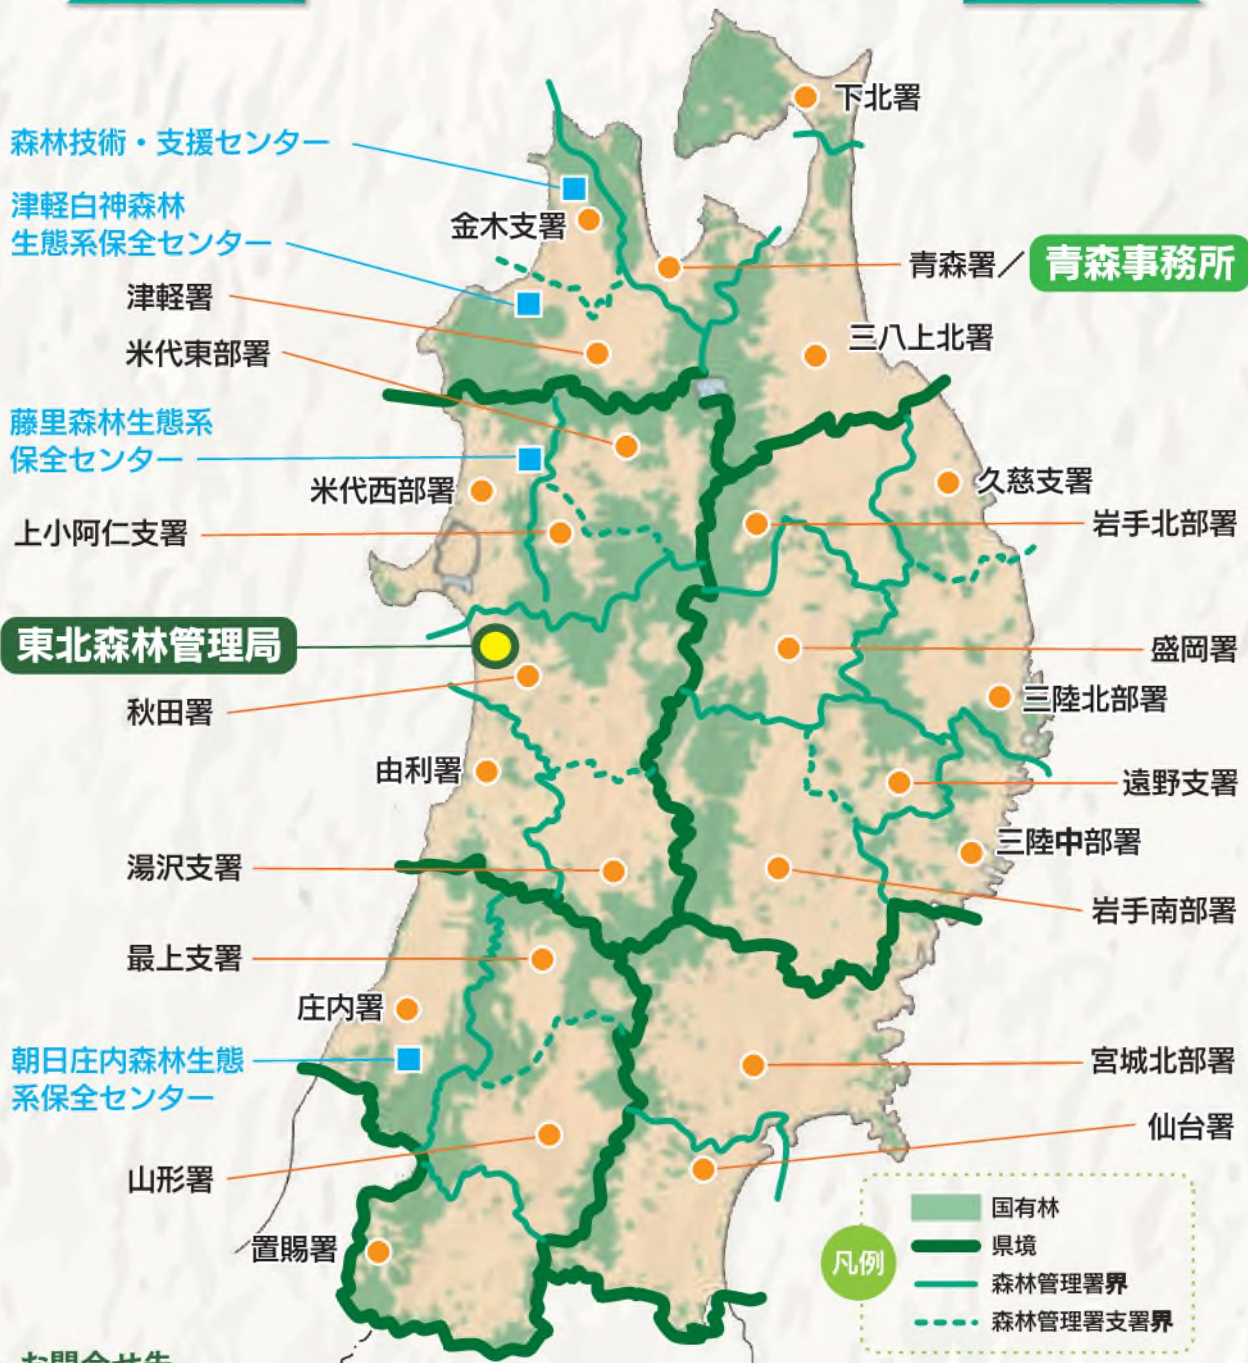 下北署
森林技術・支援センター
津軽白神森林
生態系保全センター
金木支署
青森署／
青森事務所
津軽署
三八上北署
米代東部署
藤里森林生態系
保全センター
米代西部署
久慈支署
岩手北部署
上小阿仁支署
東北森林管理局
盛岡署
三陸北部署
秋田署
由利署
遠野支署
三陸中部署
湯沢支署
岩手南部署
最上支署
庄内署
朝日庄内森林生態
系保全センター
宮城北部署
仙台署
山形署
置賜署
凡例
国有林
県境
森林管理署界
森林管理署支署界
お問合せ先